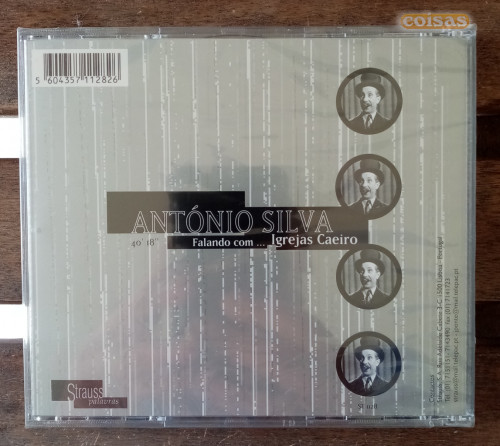 coisas
5 604357 112826
ANTÓNIO SILVA
40' 18"
Falando com ... Igrejas Caeiro
Strauss
palavras